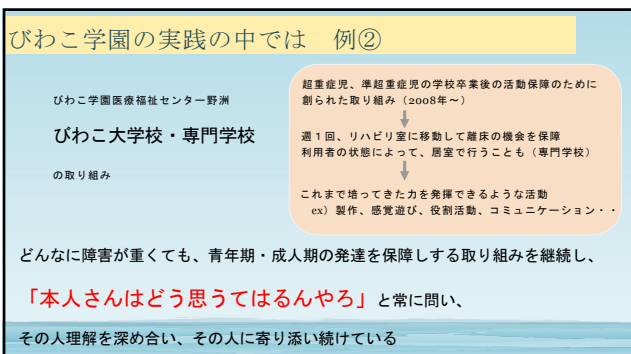 びわこ学園の実践の中では　例②
びわこ学園医療福祉センター野洲
びわこ大学校・専門学校
の取り組み
超重症児、準超重症児の学校卒業後の活動保障のために
創られた取り組み（2008年～）
週１回、リハビリ室に移動して離床の機会を保障
利用者の状態によって、居室で行うことも（専門学校）
これまで培ってきた力を発揮できるような活動
ex）製作、感覚遊び、役割活動、コミュニケーション・・
どんなに障害が重くても、青年期・成人期の発達を保障しする取り組みを継続し、
「本人さんはどう思うてはるんやろ」と常に問い、
その人理解を深め合い、その人に寄り添い続けている